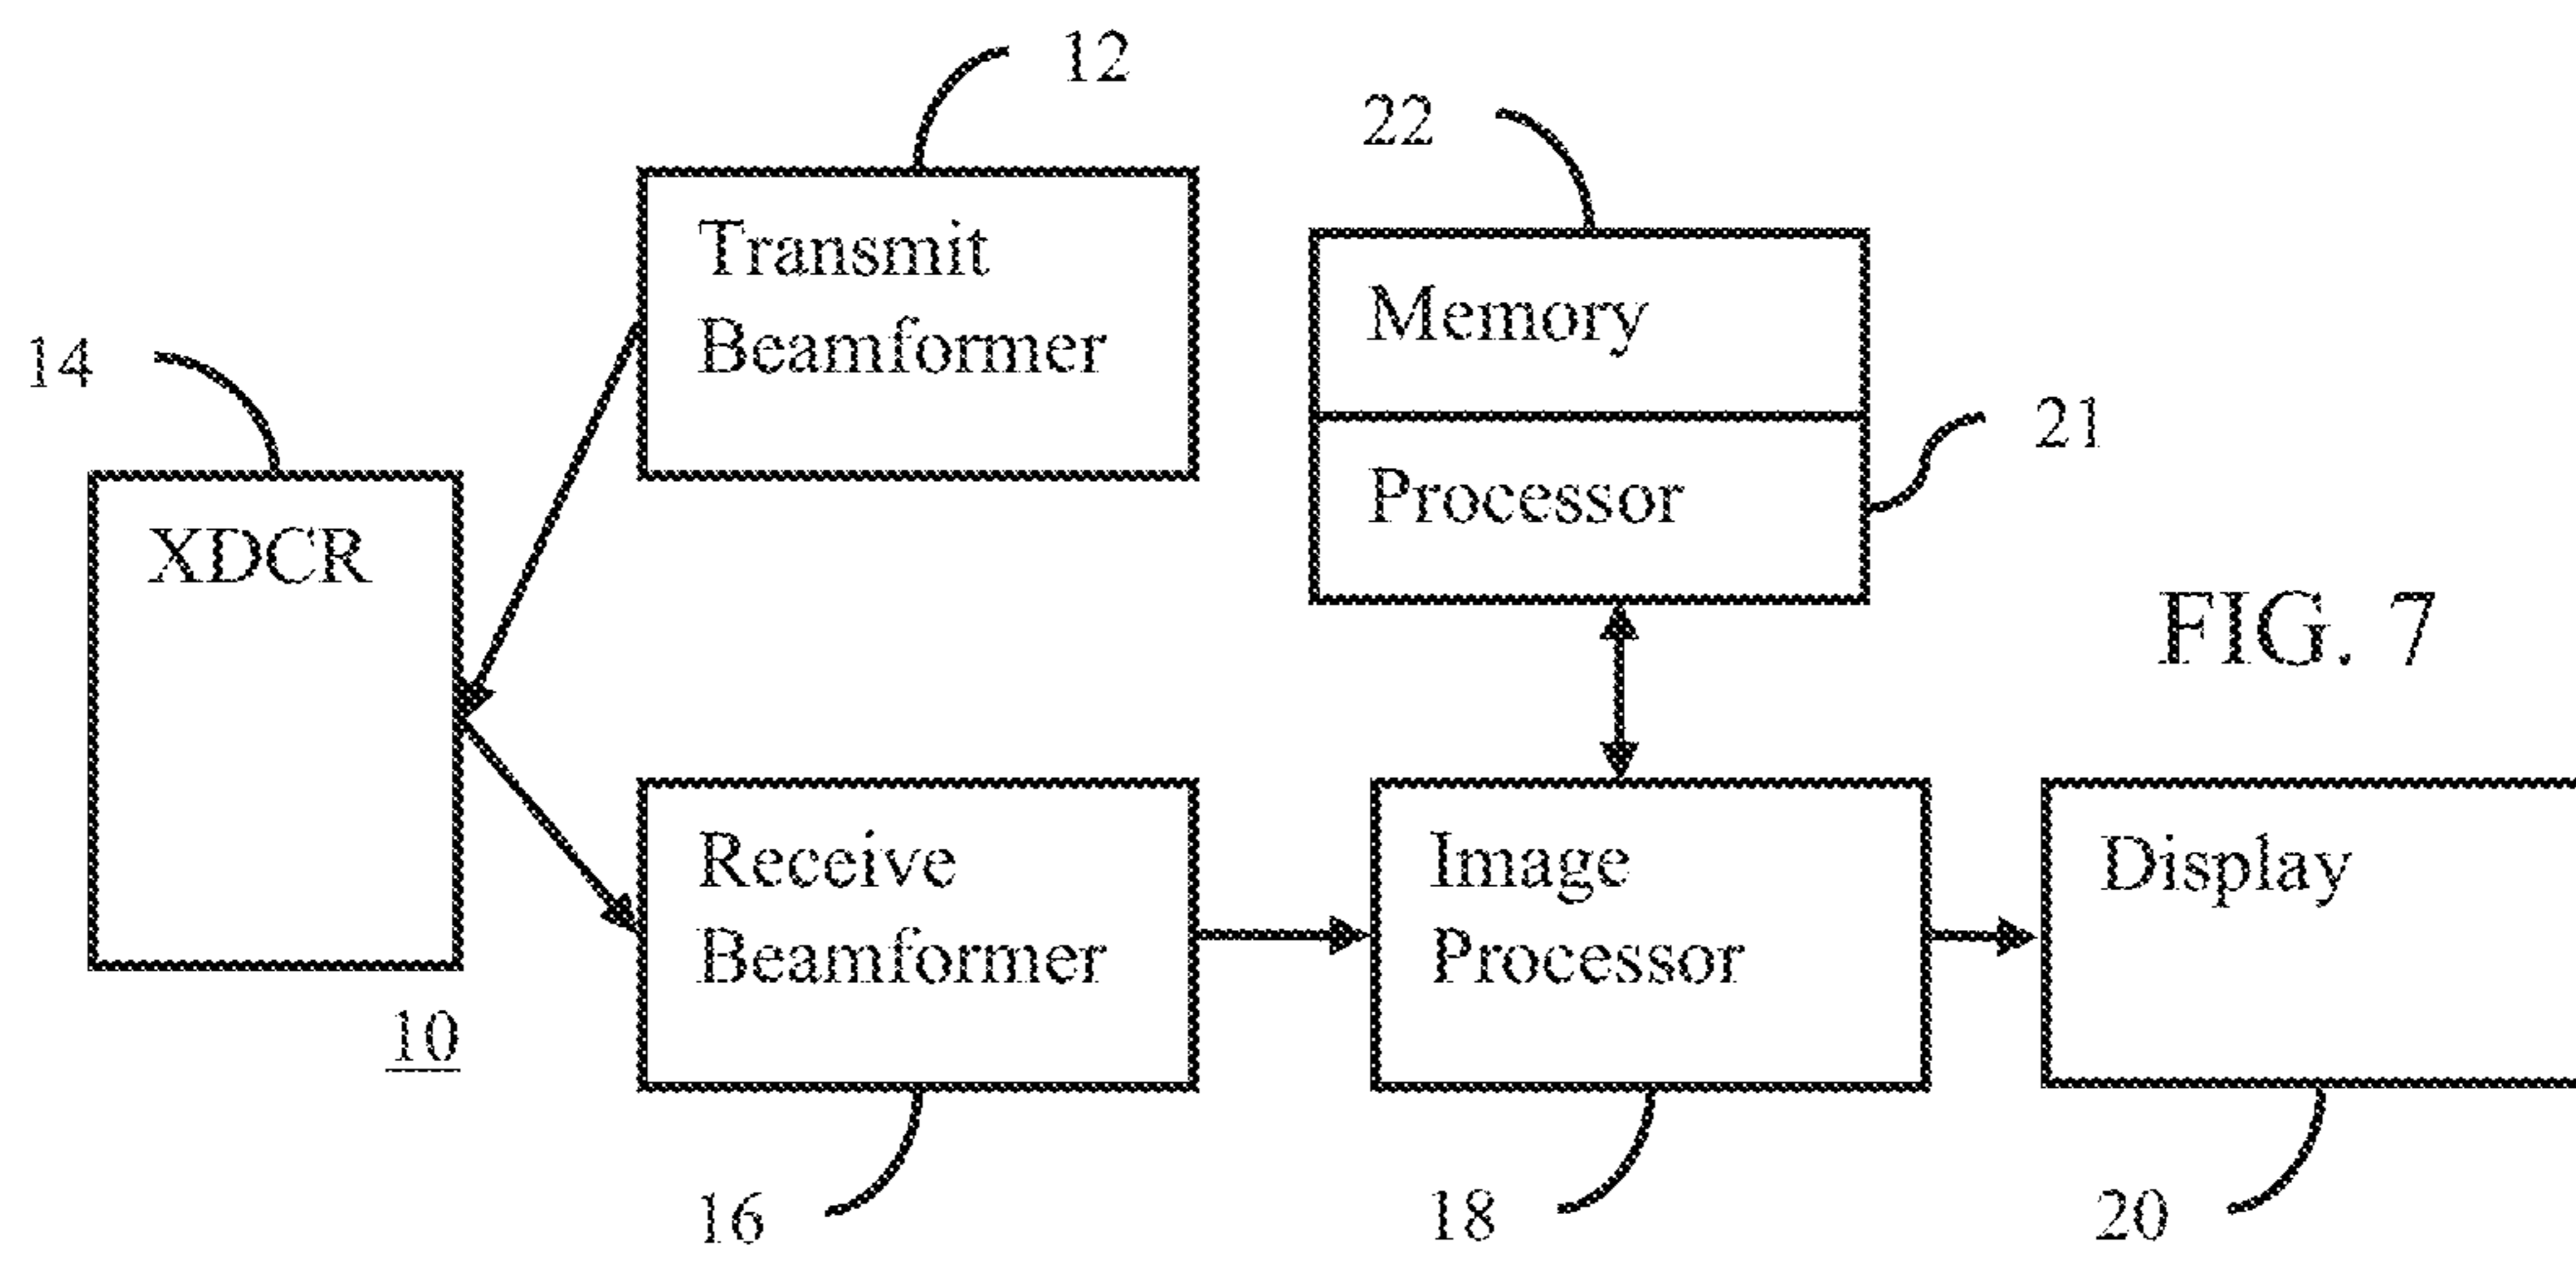 12
22
Transmit
Beamformer
Memory
14
21
Processor
XDCR
FIG. 7
Receive
Beamformer
Image
Processor
Display
10
16
18
20